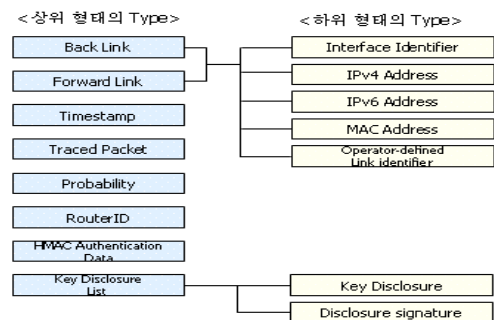 <상위 형태의 Type>
Back Link
Forward Link
Timestamp
Traced Packet
Probability
RouterID
HMAC Authentication
Data
Key Disclosure
List
<하위 형태의 Type>
Interface Identifier
IPv4 Address
IPv6 Address
MAC Address
Operator-defined
Link identifier
Key Disclosure
Disclosure signature